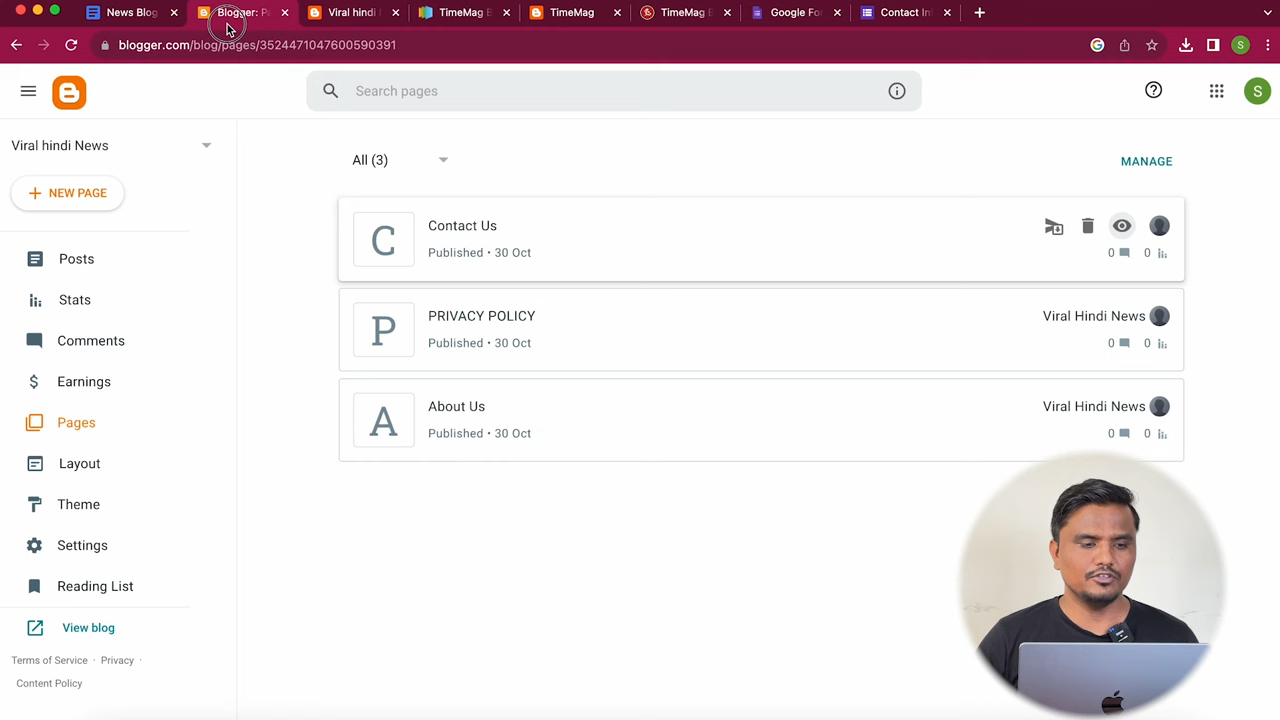 News Blog
Blogger: Pa
Viral hindi
TimeMag B
TimeMag
TimeMag B
Google For
Contact In
blogger.com/blog/pages/3524471047600590391
S
Search pages
S
Viral hindi News
NEW PAGE
All (3)
MANAGE
Posts
Stats
Comments
Earnings
Pages
Layout
Theme
Settings
Reading List
View blog
Terms of Service · Privacy ·
Content Policy
C
Contact Us
Published • 30 Oct
0 0
P
PRIVACY POLICY
Viral Hindi News
Published • 30 Oct
0 0
A
About Us
Viral Hindi News
Published • 30 Oct
0 0